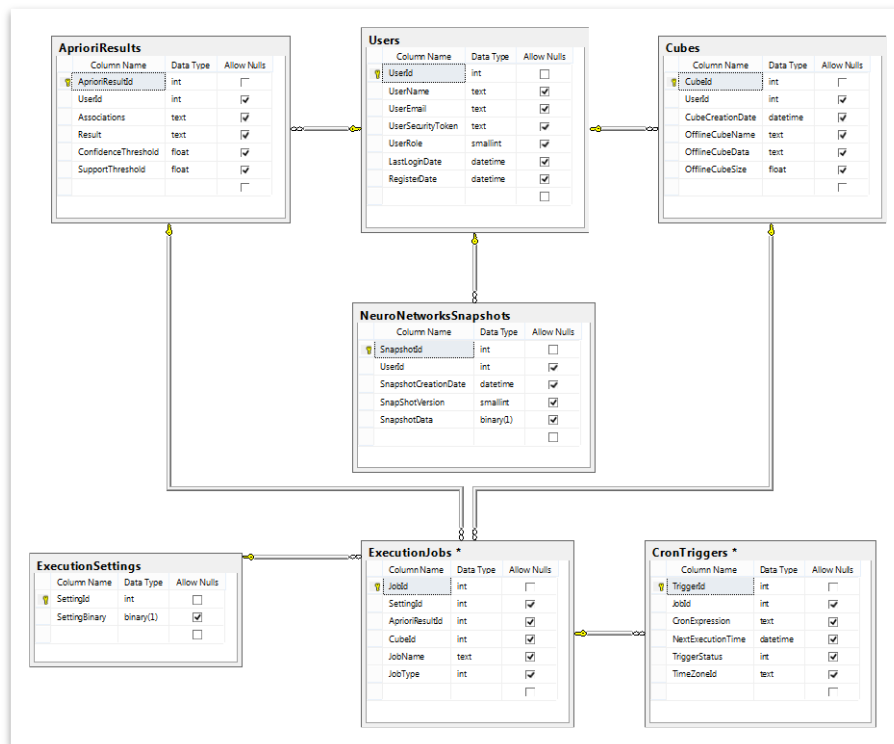 AprioriResults
Column Name Data Type Allow Nulls
AprioriResultId int
UserId int
Associations text
Result text
ConfidenceThreshold float
SupportThreshold float
Users
Column Name Data Type Allow Nulls
UserId int
UserName text
UserEmail text
UserSecurityToken text
UserRole smallint
LastLoginDate datetime
RegisterDate datetime
Cubes
Column Name Data Type Allow Nulls
CubeId int
UserId int
CubeCreationDate datetime
OfflineCubeName text
OfflineCubeData text
OfflineCubeSize float
NeuroNetworksSnapshots
Column Name Data Type Allow Nulls
SnapshotId int
UserId int
SnapshotCreationDate datetime
SnapShotVersion smallint
SnapshotData binary(1)
ExecutionSettings
Column Name Data Type Allow Nulls
SettingId int
SettingBinary binary(1)
ExecutionJobs *
Column Name Data Type Allow Nulls
JobId int
SettingId int
AprioriResultId int
CubeId int
JobName text
JobType int
CronTriggers *
Column Name Data Type Allow Nulls
TriggerId int
JobId int
CronExpression text
NextExecutionTime datetime
TriggerStatus int
TimeZoneId text